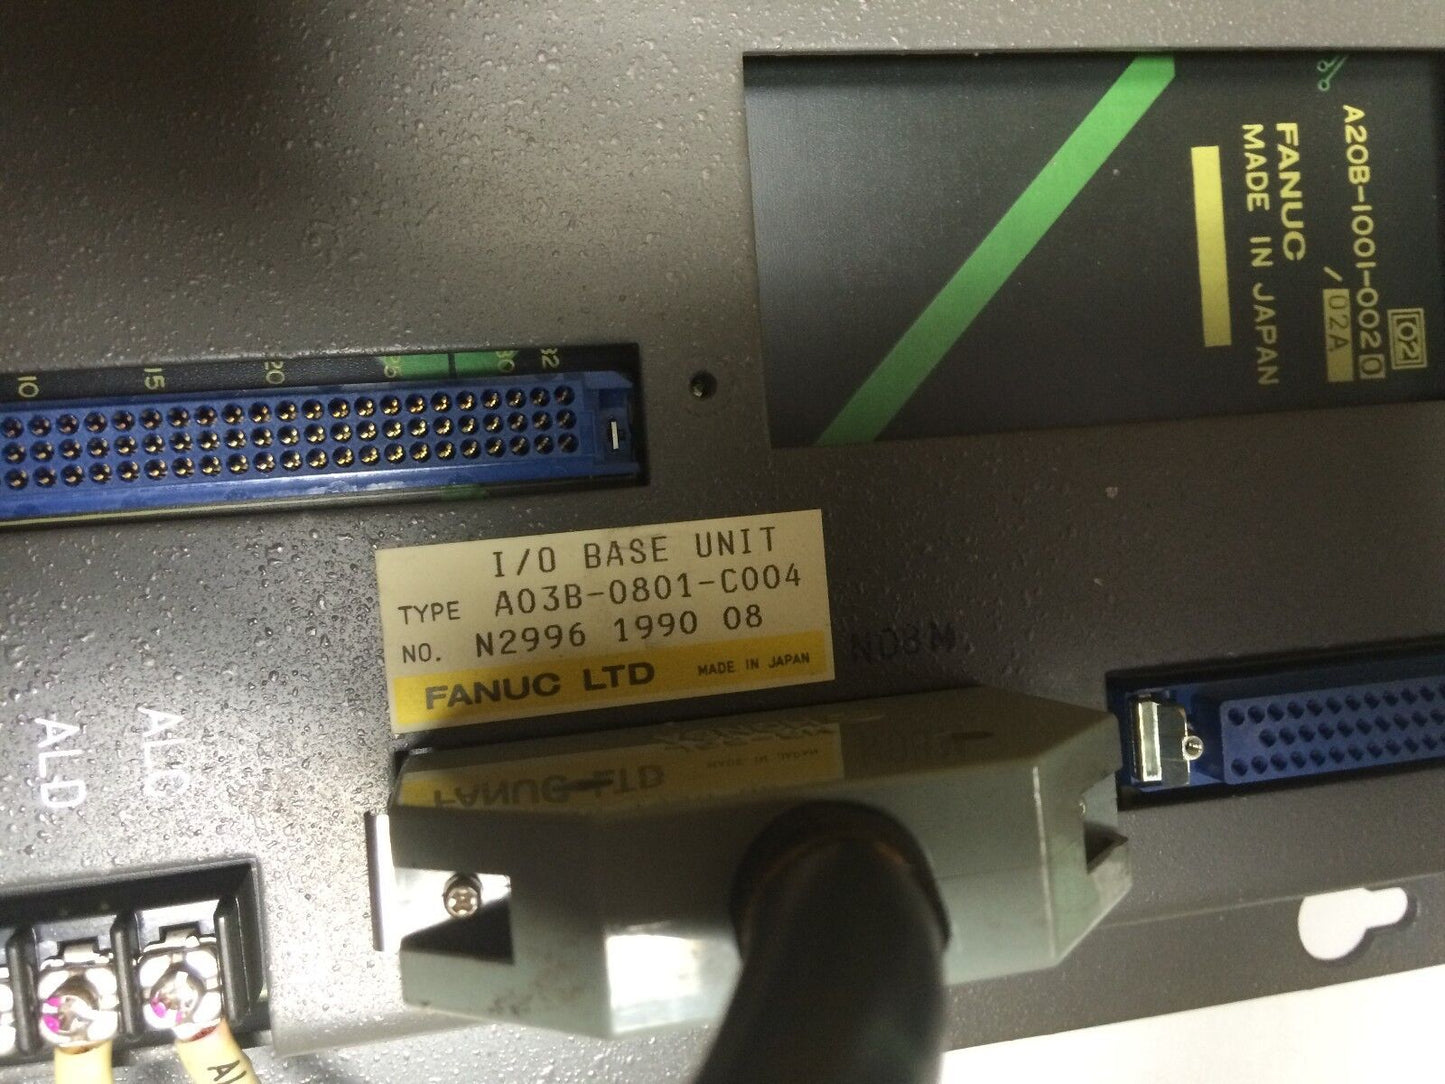 A20B-1001-0020
02
/02A
FANUC
MADE IN JAPAN
10
15
20
25
30
32
I/O BASE UNIT
TYPE A03B-0801-C004
NO. N2996 1990 08
FANUC LTD MADE IN JAPAN
N08M
ALC
ALD
FANUC LTD